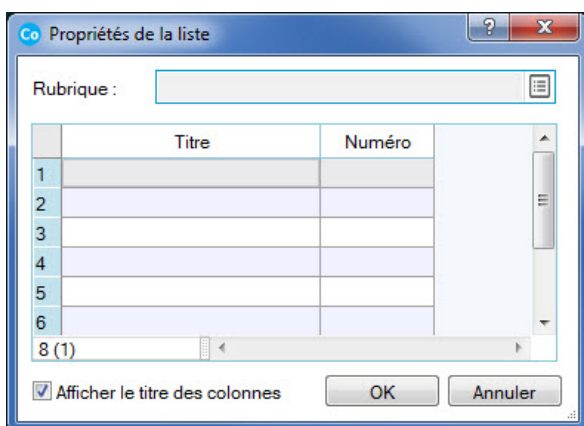 Co Propriétés de la liste ? X
Rubrique :
Titre Numéro
1
2
3
4
5
6
8 (1)
Afficher le titre des colonnes OK Annuler